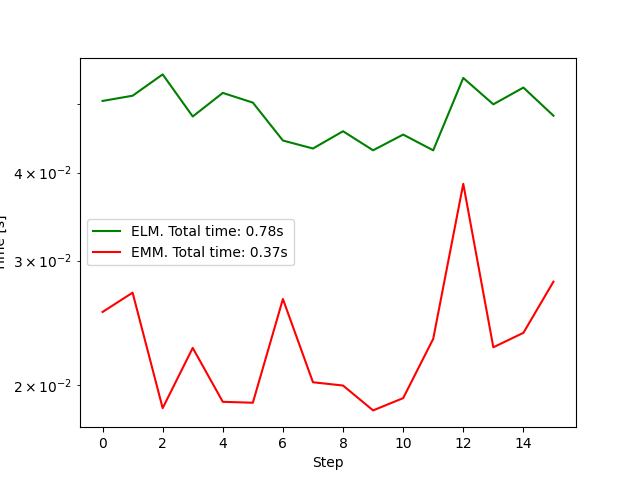 4 × 10⁻²
3 × 10⁻²
2 × 10⁻²
Time [s]
ELM. Total time: 0.78s
EMM. Total time: 0.37s
0 2 4 6 8 10 12 14
Step